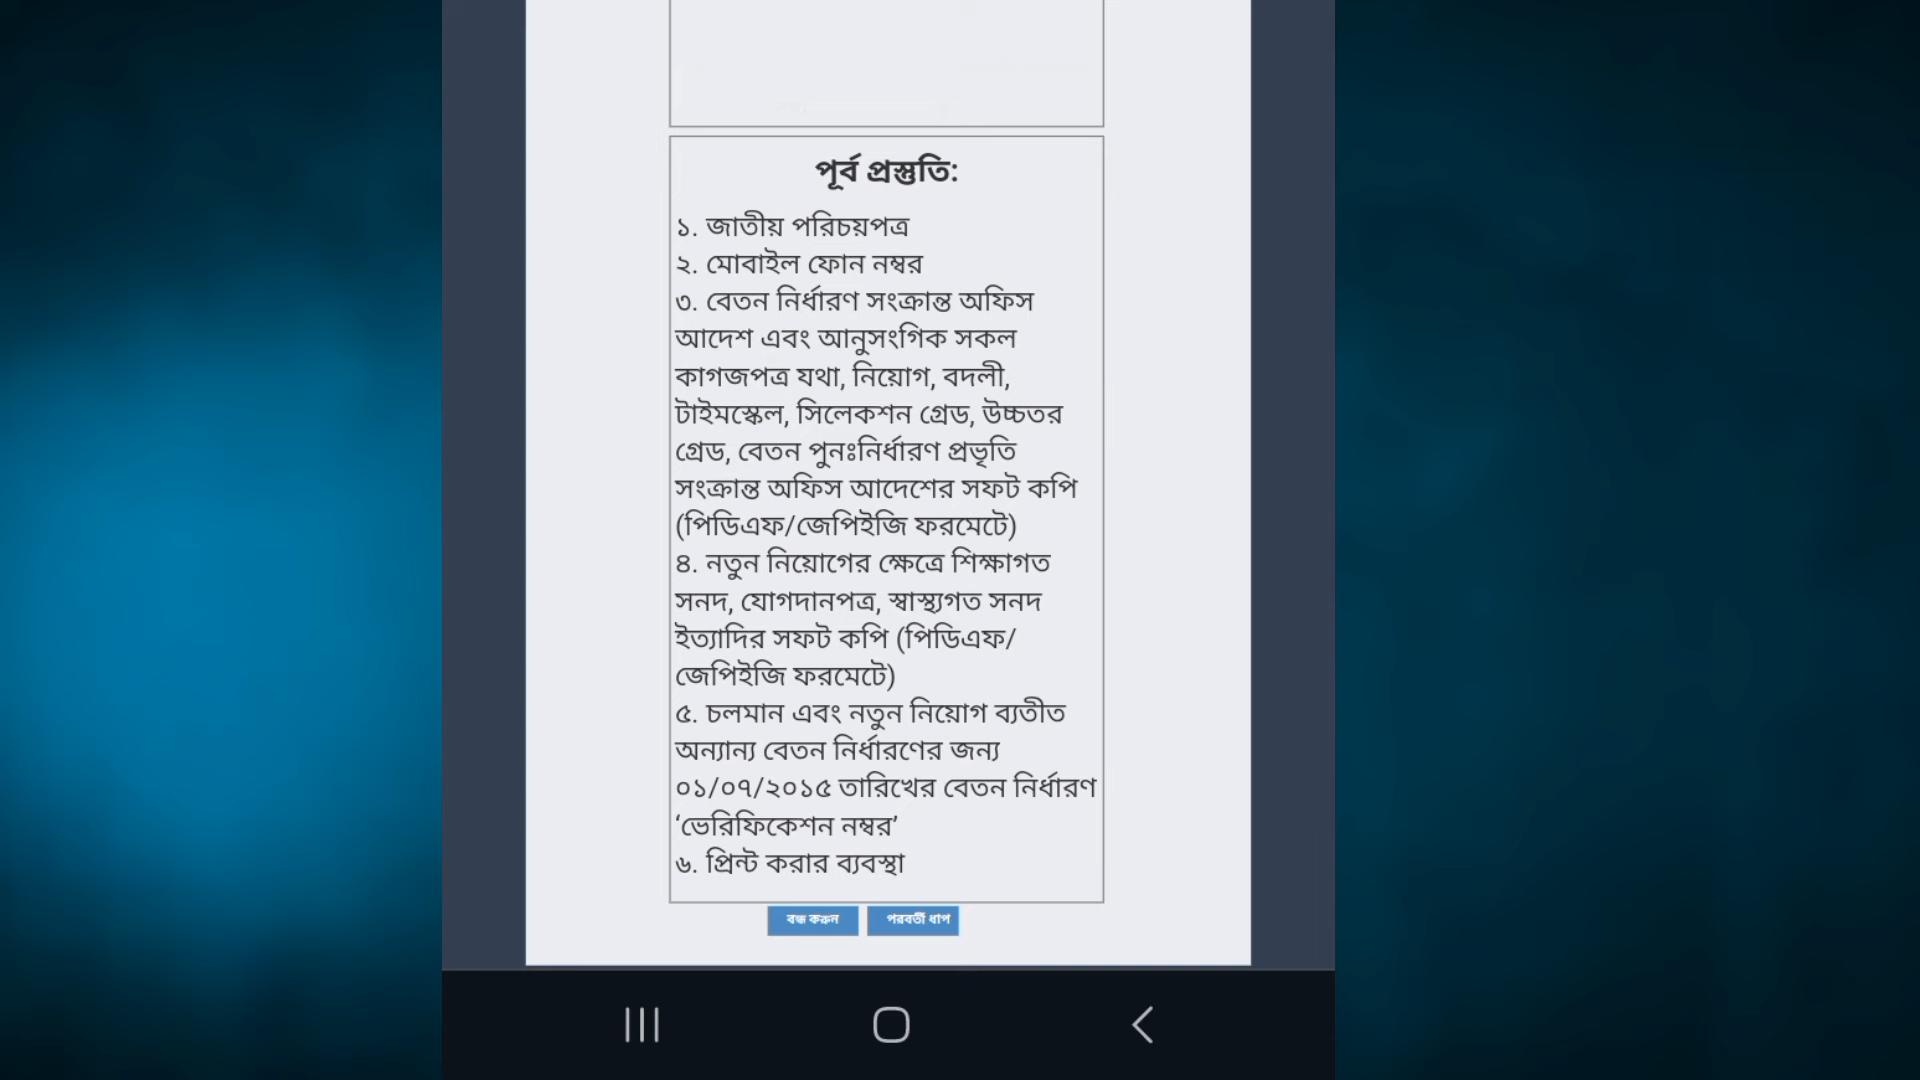 পূর্ব প্রস্তুতি:
১. জাতীয় পরিচয়পত্র
২. মোবাইল ফোন নম্বর
৩. বেতন নির্ধারণ সংক্রান্ত অফিস
আদেশ এবং আনুসংগিক সকল
কাগজপত্র যথা, নিয়োগ, বদলী,
টাইমস্কেল, সিলেকশন গ্রেড, উচ্চতর
গ্রেড, বেতন পুনঃনির্ধারণ প্রভৃতি
সংক্রান্ত অফিস আদেশের সফট কপি
(পিডিএফ/জেপিইজি ফরমেটে)
৪. নতুন নিয়োগের ক্ষেত্রে শিক্ষাগত
সনদ, যোগদানপত্র, স্বাস্থ্যগত সনদ
ইত্যাদির সফট কপি (পিডিএফ/
জেপিইজি ফরমেটে)
৫. চলমান এবং নতুন নিয়োগ ব্যতীত
অন্যান্য বেতন নির্ধারণের জন্য
০১/০৭/২০১৫ তারিখের বেতন নির্ধারণ
‘ভেরিফিকেশন নম্বর’
৬. প্রিন্ট করার ব্যবস্থা
বন্ধ করুন পরবর্তী ধাপ